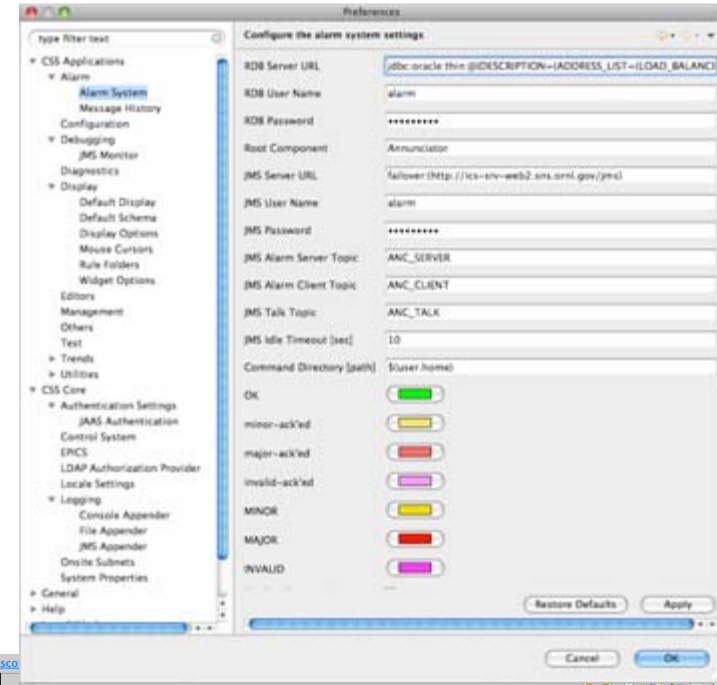 Preferences
type filter text
Configure the alarm system settings
CSS Applications
Alarm
Alarm System
Message History
Configuration
Debugging
JMS Monitor
Diagnostics
Display
Default Display
Default Schema
Display Options
Mouse Cursors
Rule Folders
Widget Options
Editors
Management
Others
Test
Trends
Utilities
CSS Core
Authentication Settings
JAAS Authentication
Control System
EPICS
LDAP Authorization Provider
Locale Settings
Logging
Console Appender
File Appender
JMS Appender
Onsite Subnets
System Properties
General
Help
RDB Server URL jdbc:oracle:thin:@(DESCRIPTION=(ADDRESS_LIST=(LOAD_BALANCI
RDB User Name alarm
RDB Password •••••••••
Root Component Annunciator
JMS Server URL failover:(http://ics-srv-web2.sns.ornl.gov/jms)
JMS User Name alarm
JMS Password •••••••••
JMS Alarm Server Topic ANC_SERVER
JMS Alarm Client Topic ANC_CLIENT
JMS Talk Topic ANC_TALK
JMS Idle Timeout [sec] 10
Command Directory [path] $(user.home)
OK
minor-ack'ed
major-ack'ed
invalid-ack'ed
MINOR
MAJOR
INVALID
Restore Defaults Apply
Cancel OK
sco